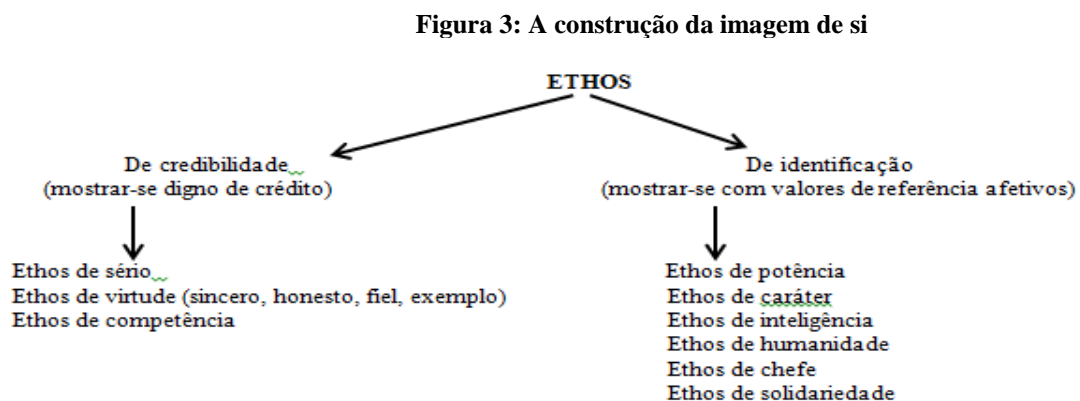 Figura 3: A construção da imagem de si
ETHOS
De credibilidade
(mostrar-se digno de crédito)
De identificação
(mostrar-se com valores de referência afetivos)
Ethos de sério
Ethos de virtude (sincero, honesto, fiel, exemplo)
Ethos de competência
Ethos de potência
Ethos de caráter
Ethos de inteligência
Ethos de humanidade
Ethos de chefe
Ethos de solidariedade